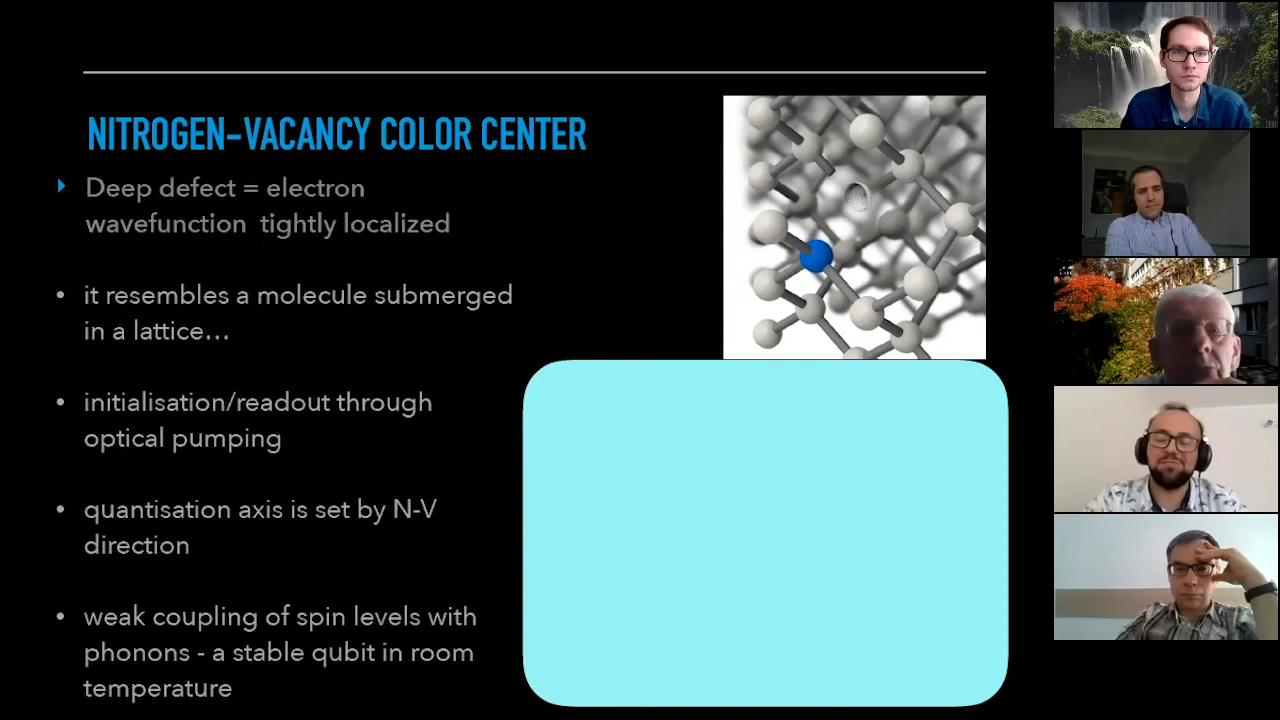 NITROGEN-VACANCY COLOR CENTER
Deep defect = electron
wavefunction tightly localized
• it resembles a molecule submerged
in a lattice…
• initialisation/readout through
optical pumping
• quantisation axis is set by N-V
direction
• weak coupling of spin levels with
phonons - a stable qubit in room
temperature